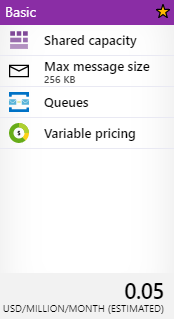 Basic
Shared capacity
Max message size
256 KB
Queues
Variable pricing
0.05
USD/MILLION/MONTH (ESTIMATED)